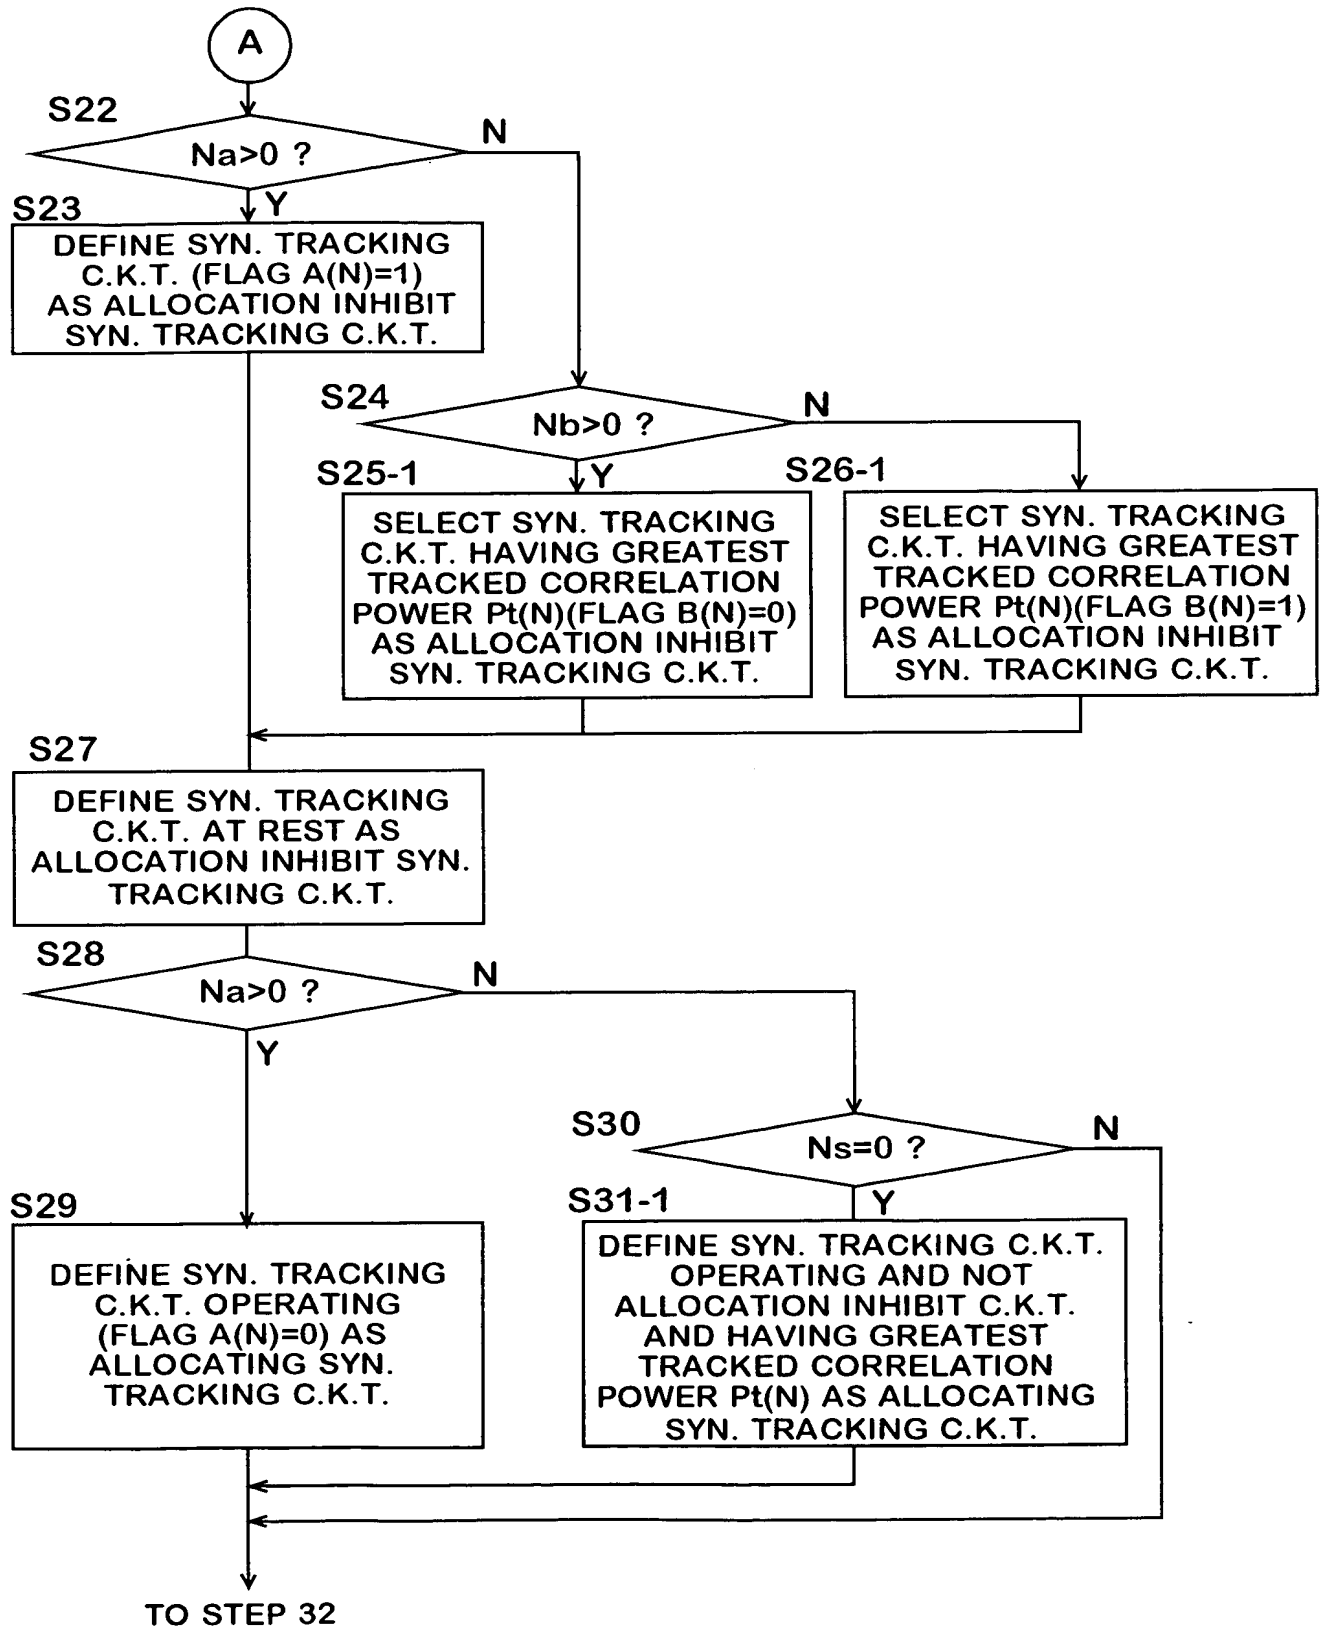 A
S22
Na>0 ?
N
Y
S23
DEFINE SYN. TRACKING
C.K.T. (FLAG A(N)=1)
AS ALLOCATION INHIBIT
SYN. TRACKING C.K.T.
S24
Nb>0 ?
N
Y
S25-1
SELECT SYN. TRACKING
C.K.T. HAVING GREATEST
TRACKED CORRELATION
POWER Pt(N)(FLAG B(N)=0)
AS ALLOCATION INHIBIT
SYN. TRACKING C.K.T.
S26-1
SELECT SYN. TRACKING
C.K.T. HAVING GREATEST
TRACKED CORRELATION
POWER Pt(N)(FLAG B(N)=1)
AS ALLOCATION INHIBIT
SYN. TRACKING C.K.T.
S27
DEFINE SYN. TRACKING
C.K.T. AT REST AS
ALLOCATION INHIBIT SYN.
TRACKING C.K.T.
S28
Na>0 ?
N
Y
S30
Ns=0 ?
N
Y
S29
DEFINE SYN. TRACKING
C.K.T. OPERATING
(FLAG A(N)=0) AS
ALLOCATING SYN.
TRACKING C.K.T.
S31-1
DEFINE SYN. TRACKING C.K.T.
OPERATING AND NOT
ALLOCATION INHIBIT C.K.T.
AND HAVING GREATEST
TRACKED CORRELATION
POWER Pt(N) AS ALLOCATING
SYN. TRACKING C.K.T.
TO STEP 32